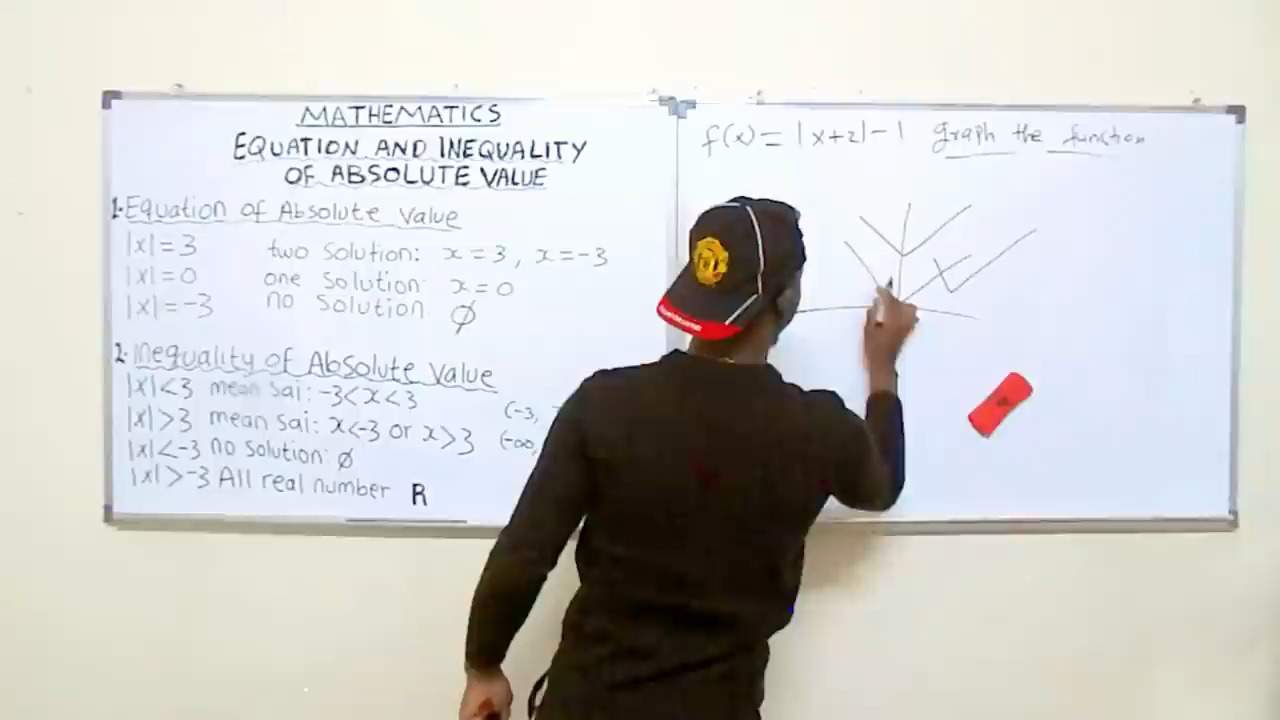 MATHEMATICS
EQUATION AND INEQUALITY
OF ABSOLUTE VALUE
1. Equation of Absolute Value
|x|=3 two solution: x=3, x=-3
|x|=0 one solution x=0
|x|=-3 no solution ∅
2. Inequality of Absolute Value
|x|<3 mean sai: -3<x<3 (-3,
|x|>3 mean sai: x<-3 or x>3 (-∞,
|x|<-3 no solution: ∅
|x|>-3 All real number R
f(x) = |x+2|-1 graph the function